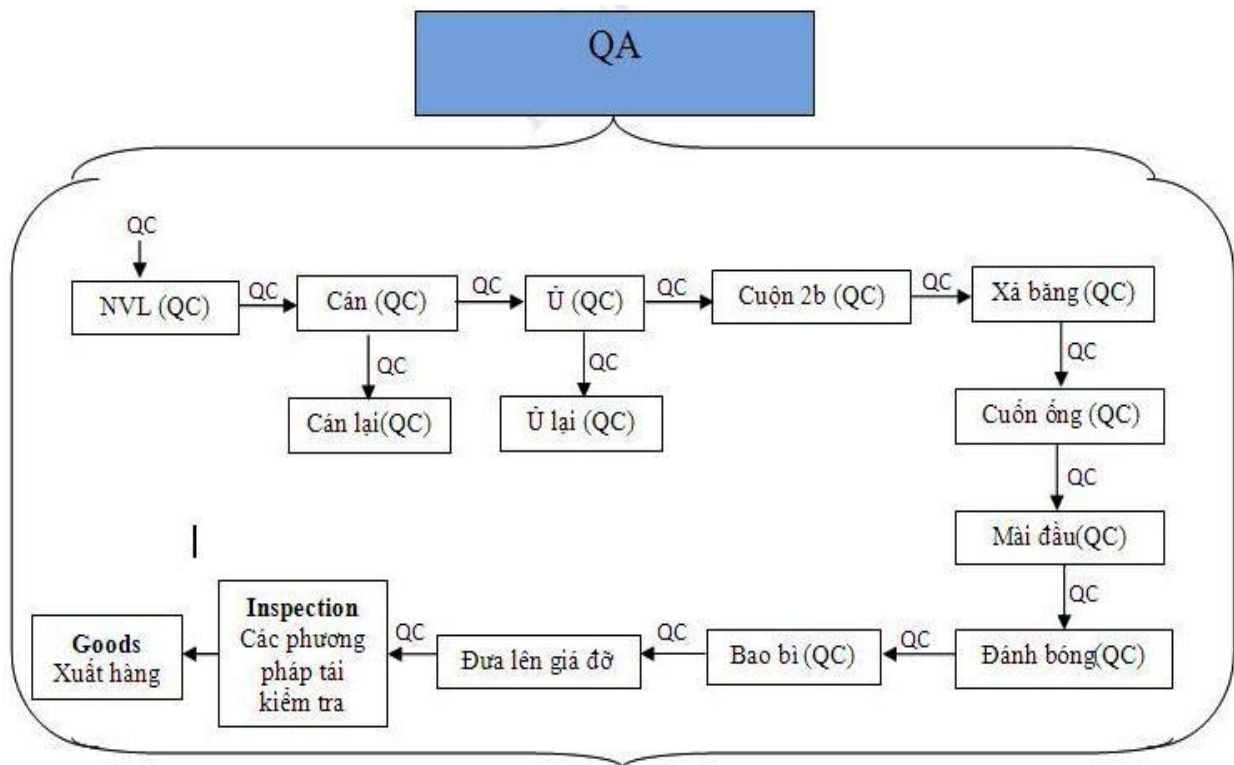 QA
QC
NVL (QC)
QC
Cán (QC)
QC
Ủ (QC)
QC
Cuộn 2b (QC)
QC
Xả băng (QC)
QC
Cán lại(QC)
QC
Ủ lại (QC)
QC
Cuốn ống (QC)
QC
Mài đầu(QC)
QC
Đánh bóng(QC)
QC
Bao bì (QC)
QC
Đưa lên giá đỡ
QC
Inspection
Các phương
pháp tái
kiểm tra
Goods
Xuất hàng